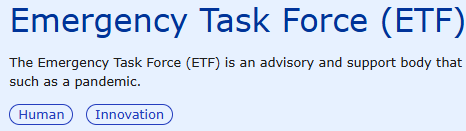 Emergency Task Force (ETF)
The Emergency Task Force (ETF) is an advisory and support body that
such as a pandemic.
Human
Innovation